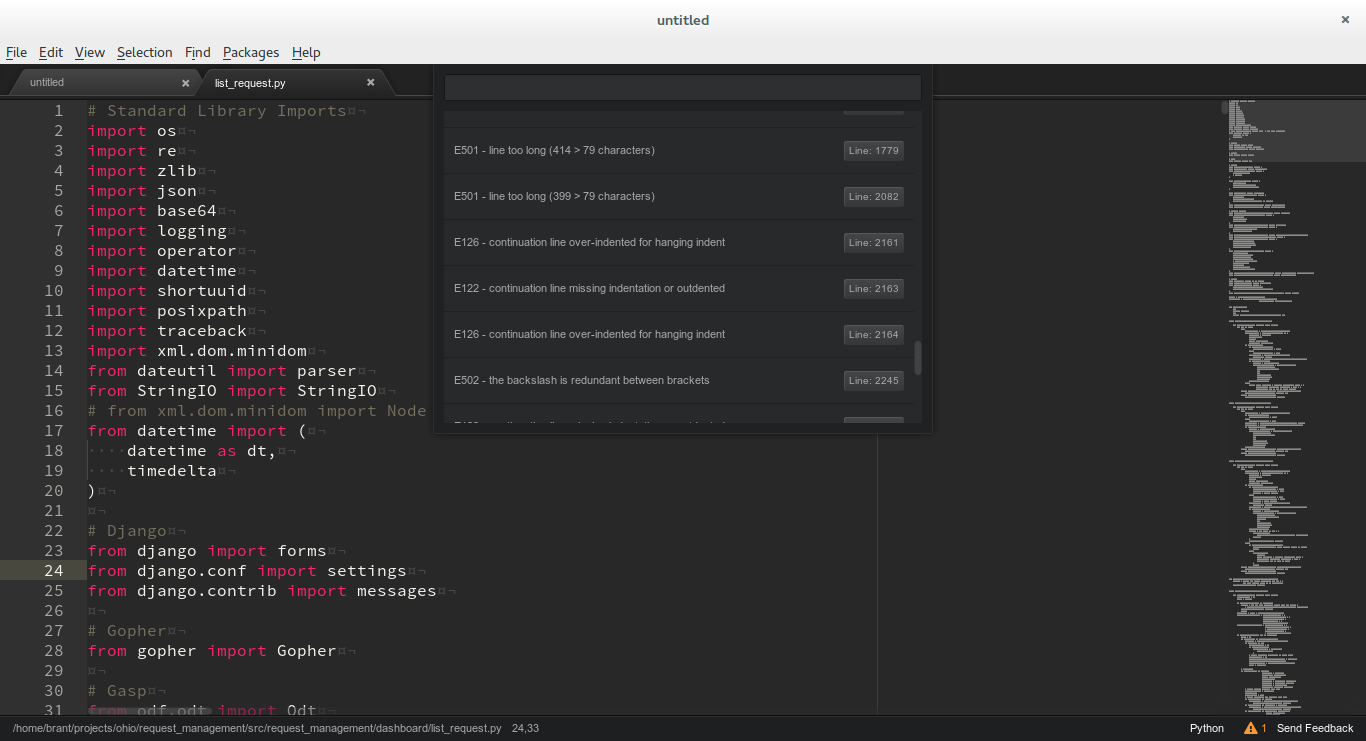 untitled ×
File Edit View Selection Find Packages Help
untitled × list_request.py ×
1 # Standard Library Imports¤¬
2 import os¤¬
3 import re¤¬
4 import zlib¤¬
5 import json¤¬
6 import base64¤¬
7 import logging¤¬
8 import operator¤¬
9 import datetime¤¬
10 import shortuuid¤¬
11 import posixpath¤¬
12 import traceback¤¬
13 import xml.dom.minidom¤¬
14 from dateutil import parser¤¬
15 from StringIO import StringIO¤¬
16 # from xml.dom.minidom import Node
17 from datetime import (¤¬
18 ····datetime as dt,¤¬
19 ····timedelta¤¬
20 )¤¬
21 ¤¬
22 # Django¤¬
23 from django import forms¤¬
24 from django.conf import settings¤¬
25 from django.contrib import messages¤¬
26 ¤¬
27 # Gopher¤¬
28 from gopher import Gopher¤¬
29 ¤¬
30 # Gasp¤¬
31 from odf.odt import Odt¤¬
E501 - line too long (414 > 79 characters) Line: 1779
E501 - line too long (399 > 79 characters) Line: 2082
E126 - continuation line over-indented for hanging indent Line: 2161
E122 - continuation line missing indentation or outdented Line: 2163
E126 - continuation line over-indented for hanging indent Line: 2164
E502 - the backslash is redundant between brackets Line: 2245
/home/brant/projects/ohio/request_management/src/request_management/dashboard/list_request.py 24,33 Python 1 Send Feedback